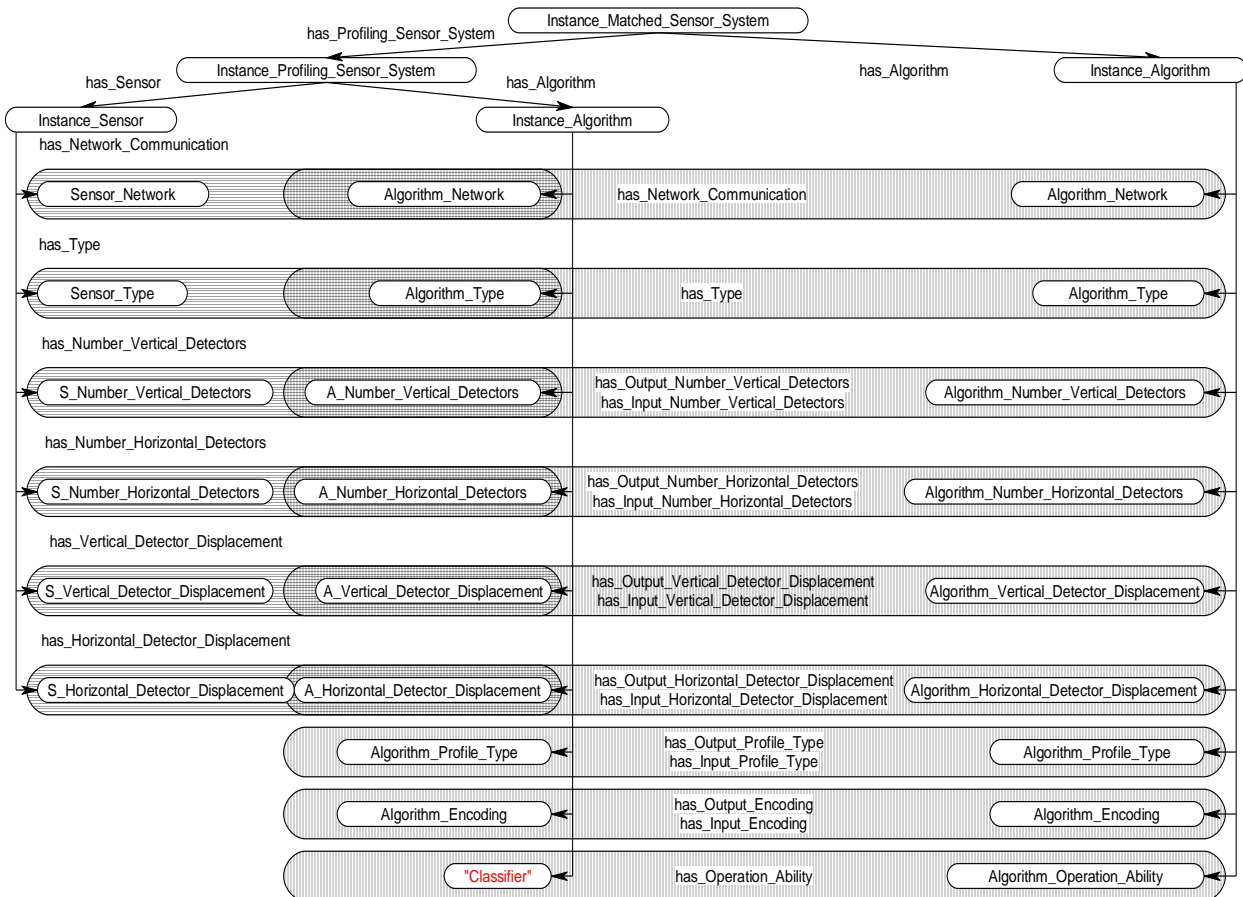 Instance_Matched_Sensor_System
has_Profiling_Sensor_System
Instance_Profiling_Sensor_System
has_Algorithm
Instance_Algorithm
has_Sensor
has_Algorithm
Instance_Sensor
Instance_Algorithm
has_Network_Communication
Sensor_Network
Algorithm_Network
has_Network_Communication
Algorithm_Network
has_Type
Sensor_Type
Algorithm_Type
has_Type
Algorithm_Type
has_Number_Vertical_Detectors
S_Number_Vertical_Detectors
A_Number_Vertical_Detectors
has_Output_Number_Vertical_Detectors
has_Input_Number_Vertical_Detectors
Algorithm_Number_Vertical_Detectors
has_Number_Horizontal_Detectors
S_Number_Horizontal_Detectors
A_Number_Horizontal_Detectors
has_Output_Number_Horizontal_Detectors
has_Input_Number_Horizontal_Detectors
Algorithm_Number_Horizontal_Detectors
has_Vertical_Detector_Displacement
S_Vertical_Detector_Displacement
A_Vertical_Detector_Displacement
has_Output_Vertical_Detector_Displacement
has_Input_Vertical_Detector_Displacement
Algorithm_Vertical_Detector_Displacement
has_Horizontal_Detector_Displacement
S_Horizontal_Detector_Displacement
A_Horizontal_Detector_Displacement
has_Output_Horizontal_Detector_Displacement
has_Input_Horizontal_Detector_Displacement
Algorithm_Horizontal_Detector_Displacement
Algorithm_Profile_Type
has_Output_Profile_Type
has_Input_Profile_Type
Algorithm_Profile_Type
Algorithm_Encoding
has_Output_Encoding
has_Input_Encoding
Algorithm_Encoding
"Classifier"
has_Operation_Ability
Algorithm_Operation_Ability